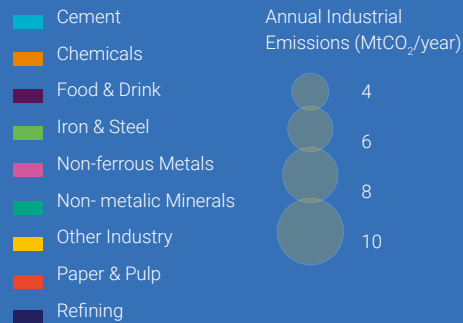 Cement
Chemicals
Food & Drink
Iron & Steel
Non-ferrous Metals
Non- metalic Minerals
Other Industry
Paper & Pulp
Refining
Annual Industrial
Emissions (MtCO₂/year)
4
6
8
10